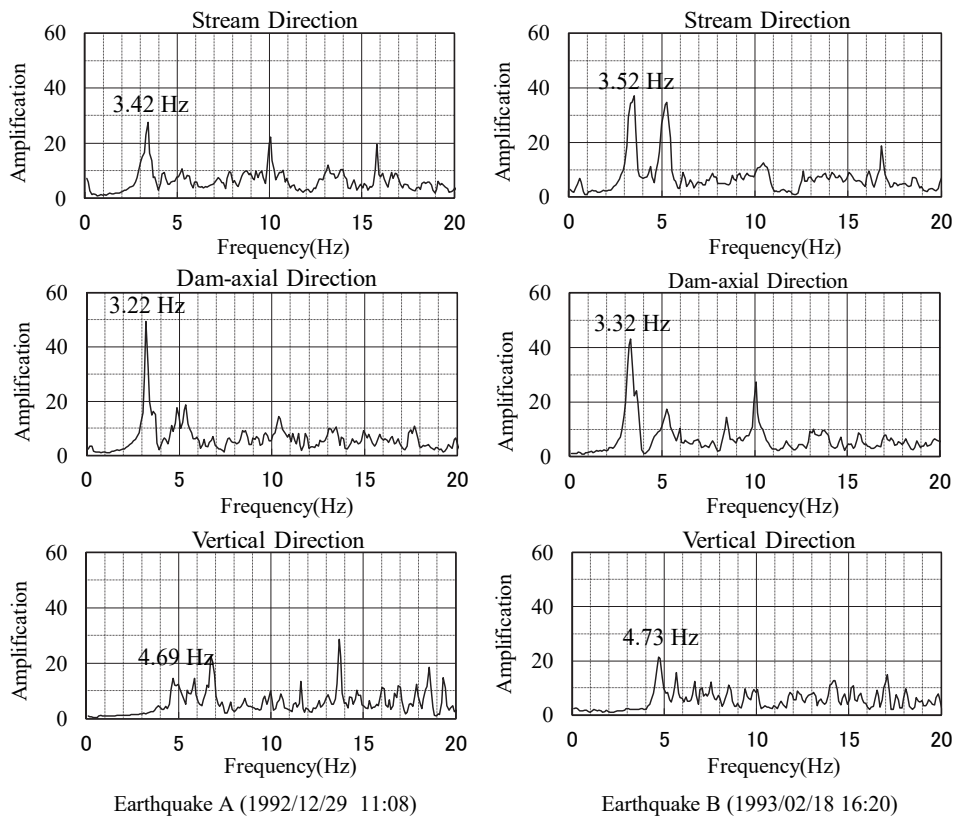 Stream Direction
60
40
20
0
Amplification
3.42 Hz
0 5 10 15 20
Frequency(Hz)
Stream Direction
60
40
20
0
Amplification
3.52 Hz
0 5 10 15 20
Frequency(Hz)
Dam-axial Direction
60
40
20
0
Amplification
3.22 Hz
0 5 10 15 20
Frequency(Hz)
Dam-axial Direction
60
40
20
0
Amplification
3.32 Hz
0 5 10 15 20
Frequency(Hz)
Vertical Direction
60
40
20
0
Amplification
4.69 Hz
0 5 10 15 20
Frequency(Hz)
Vertical Direction
60
40
20
0
Amplification
4.73 Hz
0 5 10 15 20
Frequency(Hz)
Earthquake A (1992/12/29 11:08)
Earthquake B (1993/02/18 16:20)